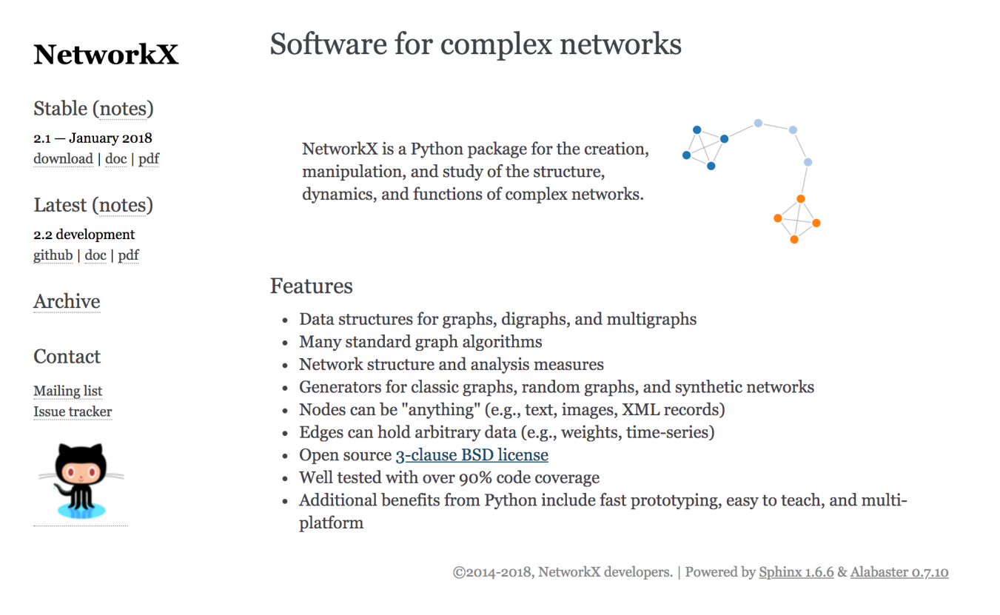 NetworkX
Stable (notes)
2.1 — January 2018
download | doc | pdf
Latest (notes)
2.2 development
github | doc | pdf
Archive
Contact
Mailing list
Issue tracker
Software for complex networks
NetworkX is a Python package for the creation,
manipulation, and study of the structure,
dynamics, and functions of complex networks.
Features
• Data structures for graphs, digraphs, and multigraphs
• Many standard graph algorithms
• Network structure and analysis measures
• Generators for classic graphs, random graphs, and synthetic networks
• Nodes can be "anything" (e.g., text, images, XML records)
• Edges can hold arbitrary data (e.g., weights, time-series)
• Open source 3-clause BSD license
• Well tested with over 90% code coverage
• Additional benefits from Python include fast prototyping, easy to teach, and multi-
platform
©2014-2018, NetworkX developers. | Powered by Sphinx 1.6.6 & Alabaster 0.7.10